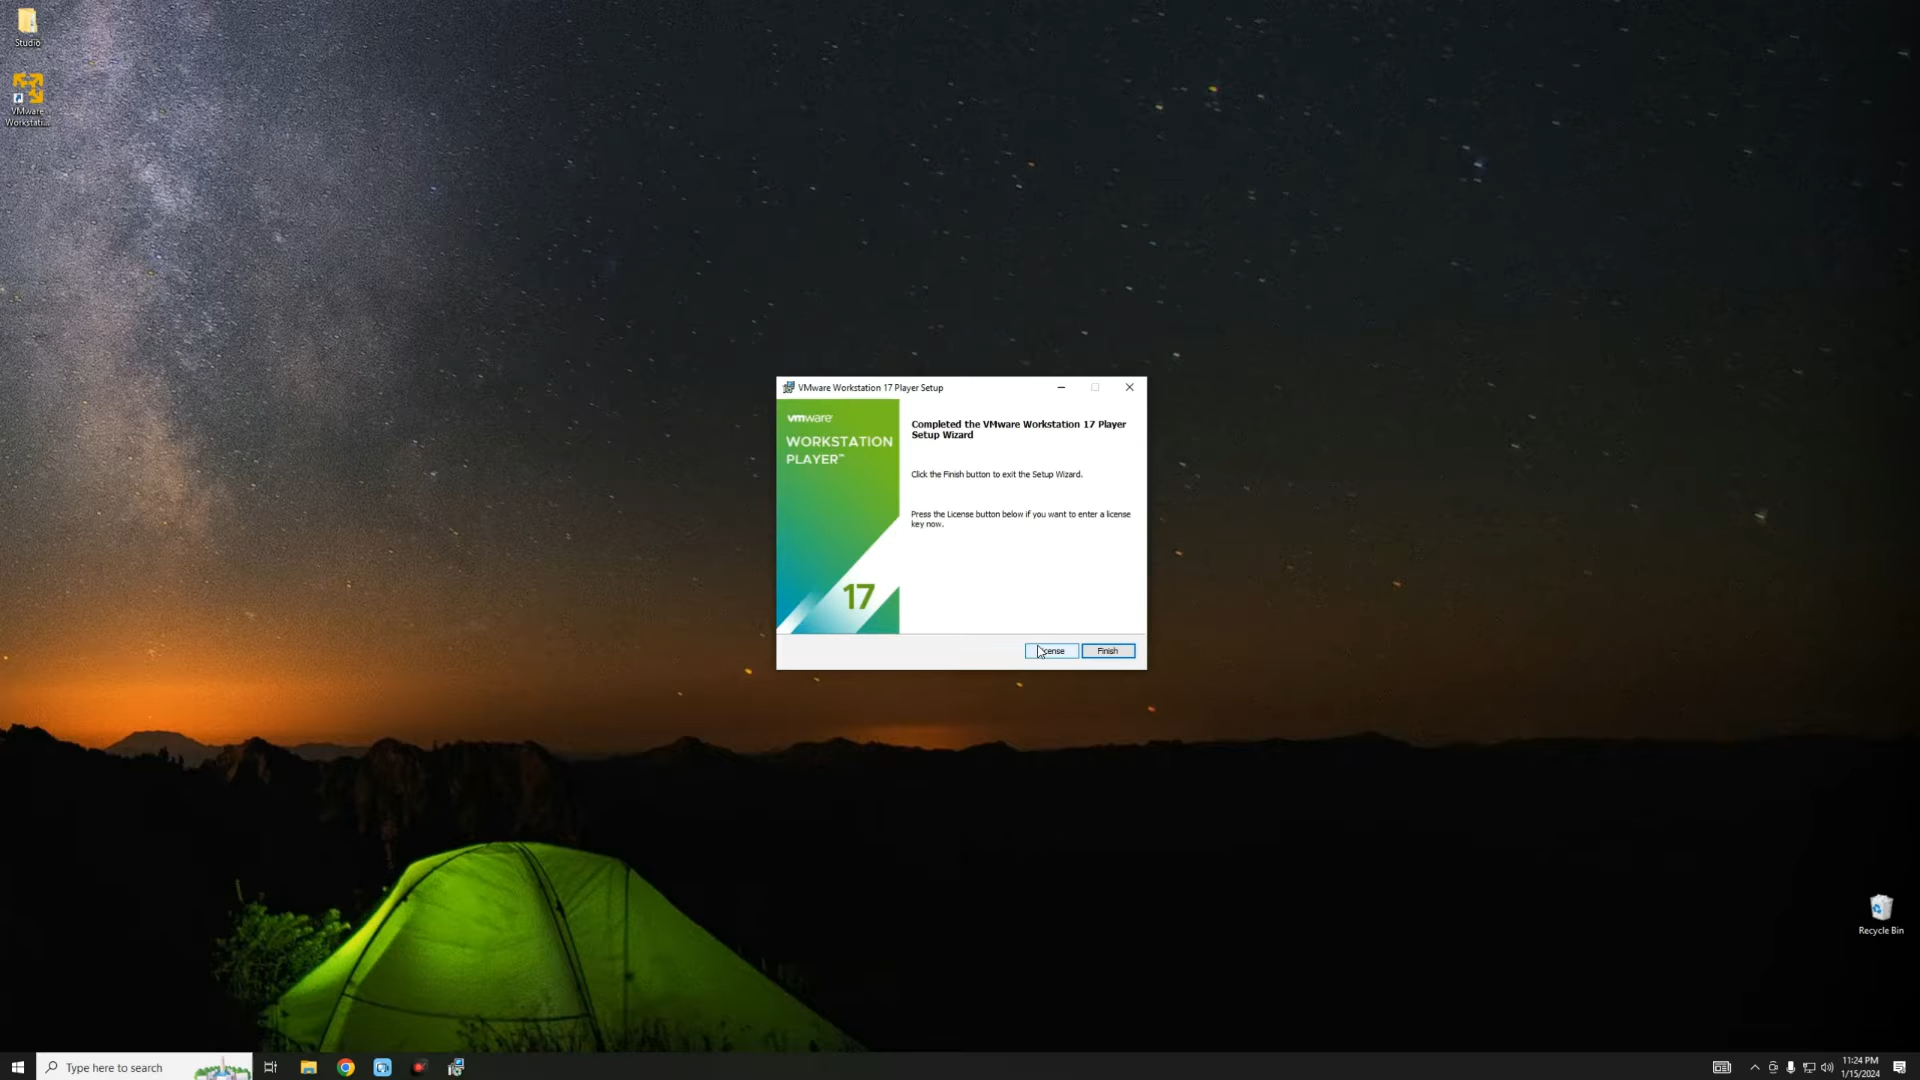 Studio
VMware
Workstati...
VMware Workstation 17 Player Setup
vmware
WORKSTATION
PLAYER™
17
Completed the VMware Workstation 17 Player
Setup Wizard
Click the Finish button to exit the Setup Wizard.
Press the License button below if you want to enter a license
key now.
Finish
Recycle Bin
Type here to search
11:24 PM
1/15/2024